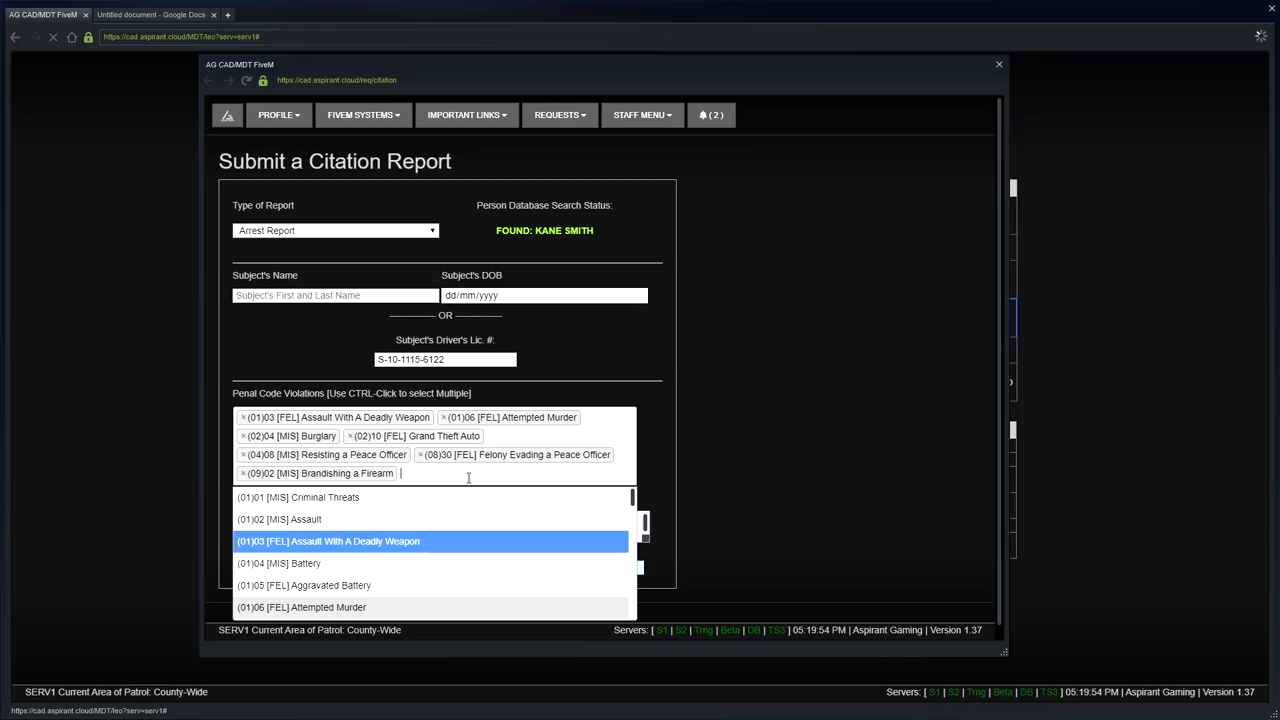 AG CAD/MDT FiveM ×
Untitled document - Google Docs × +
https://cad.aspirant.cloud/MDT/leo?serv=serv1#
AG CAD/MDT FiveM
https://cad.aspirant.cloud/req/citation
PROFILE
FIVEM SYSTEMS
IMPORTANT LINKS
REQUESTS
STAFF MENU
( 2 )
Submit a Citation Report
Type of Report
Person Database Search Status:
Arrest Report
FOUND: KANE SMITH
Subject's Name
Subject's DOB
Subject's First and Last Name
dd/mm/yyyy
---------------- OR ----------------
Subject's Driver's Lic. #:
S-10-1115-6122
Penal Code Violations [Use CTRL-Click to select Multiple]
×(01)03 [FEL] Assault With A Deadly Weapon
×(01)06 [FEL] Attempted Murder
×(02)04 [MIS] Burglary
×(02)10 [FEL] Grand Theft Auto
×(04)08 [MIS] Resisting a Peace Officer
×(08)30 [FEL] Felony Evading a Peace Officer
×(09)02 [MIS] Brandishing a Firearm
(01)01 [MIS] Criminal Threats
(01)02 [MIS] Assault
(01)03 [FEL] Assault With A Deadly Weapon
(01)04 [MIS] Battery
(01)05 [FEL] Aggravated Battery
(01)06 [FEL] Attempted Murder
SERV1 Current Area of Patrol: County-Wide
Servers: [ S1 | S2 | Trng | Beta | DB | TS3 ] 05:19:54 PM | Aspirant Gaming | Version 1.37
SERV1 Current Area of Patrol: County-Wide
Servers: [ S1 | S2 | Trng | Beta | DB | TS3 ] 05:19:54 PM | Aspirant Gaming | Version 1.37
https://cad.aspirant.cloud/MDT/leo?serv=serv1#